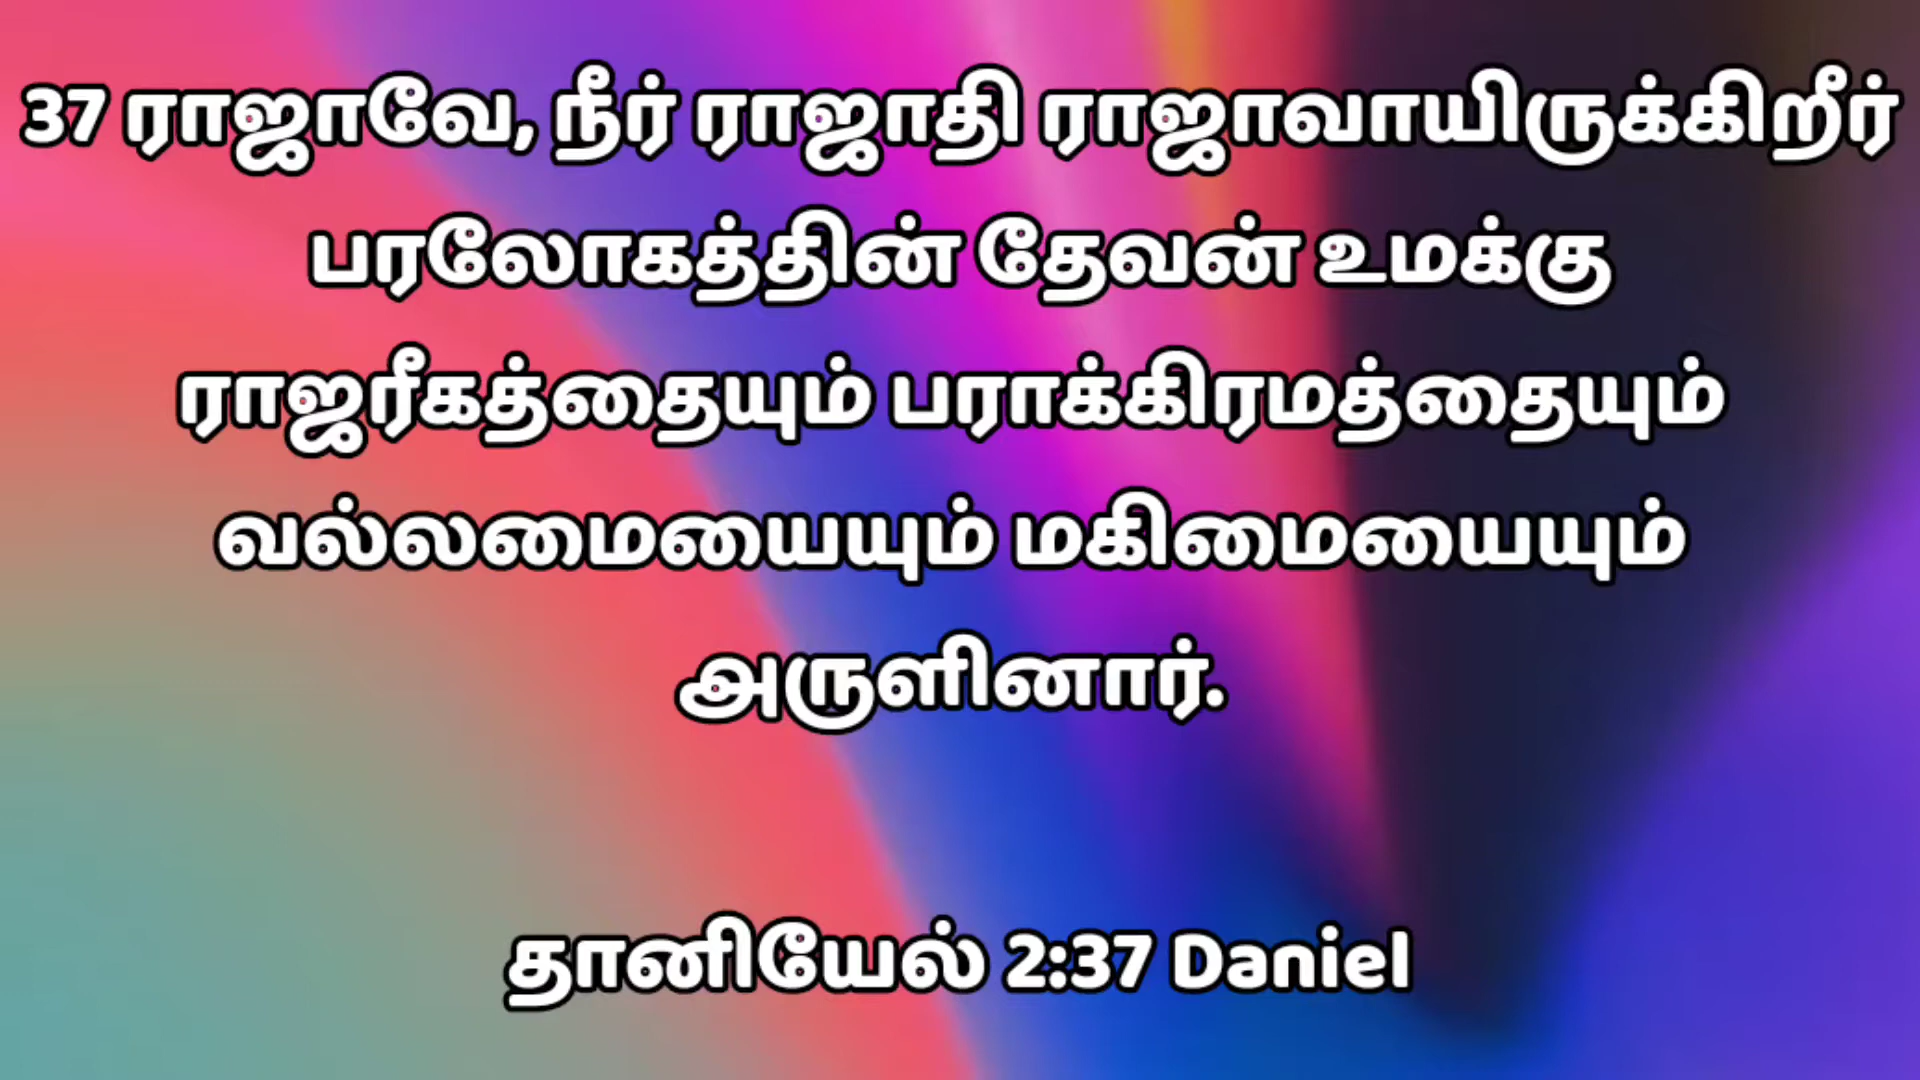 37 ராஜாவே, நீர் ராஜாதி ராஜாவாயிருக்கிறீர்
பரலோகத்தின் தேவன் உமக்கு
ராஜரீகத்தையும் பராக்கிரமத்தையும்
வல்லமையையும் மகிமையையும்
அருளினார்.
தானியேல் 2:37 Daniel